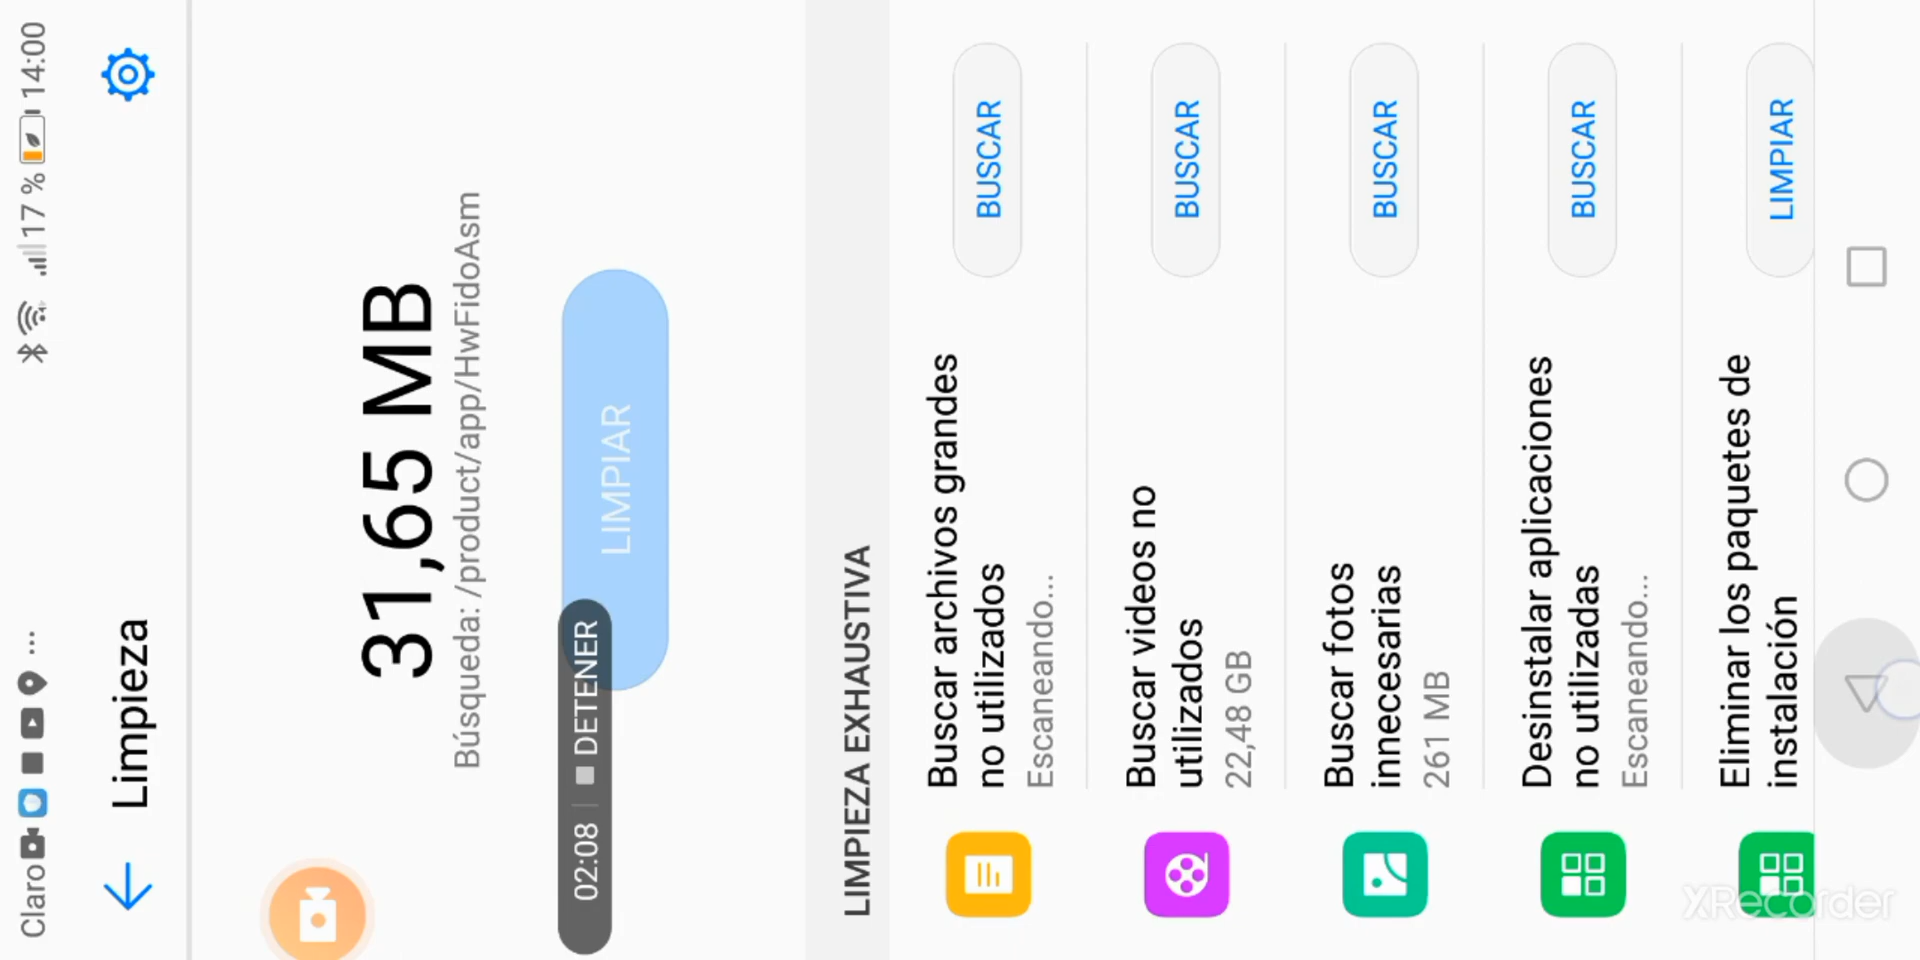 Claro ... 17 % 14:00
Limpieza
31,65 MB
Búsqueda: /product/app/HwFidoAsm
LIMPIAR
02:08 DETENER
LIMPIEZA EXHAUSTIVA
Buscar archivos grandes
no utilizados
Escaneando...
BUSCAR
Buscar videos no
utilizados
22,48 GB
BUSCAR
Buscar fotos
innecesarias
261 MB
BUSCAR
Desinstalar aplicaciones
no utilizadas
Escaneando...
BUSCAR
Eliminar los paquetes de
instalación
LIMPIAR
XRecorder